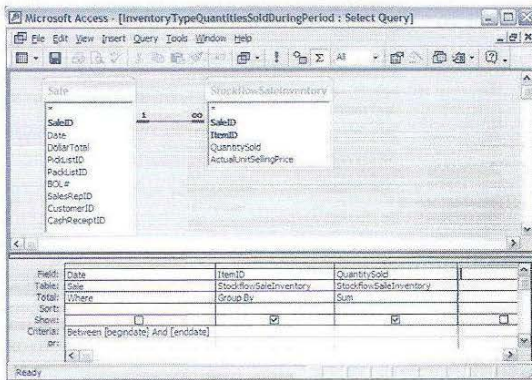 Microsoft Access - [InventoryTypeQuantitiesSoldDuringPeriod : Select Query]
File Edit View Insert Query Tools Window Help
Σ All
Sale
*
SaleID
Date
DollarTotal
PickListID
PackListID
BOL#
SalesRepID
CustomerID
CashReceiptID
1 ∞
StockflowSaleInventory
*
SaleID
ItemID
QuantitySold
ActualUnitSellingPrice
Field: Date ItemID QuantitySold
Table: Sale StockflowSaleInventory StockflowSaleInventory
Total: Where Group By Sum
Sort:
Show:
Criteria: Between [begindate] And [enddate]
or:
Ready